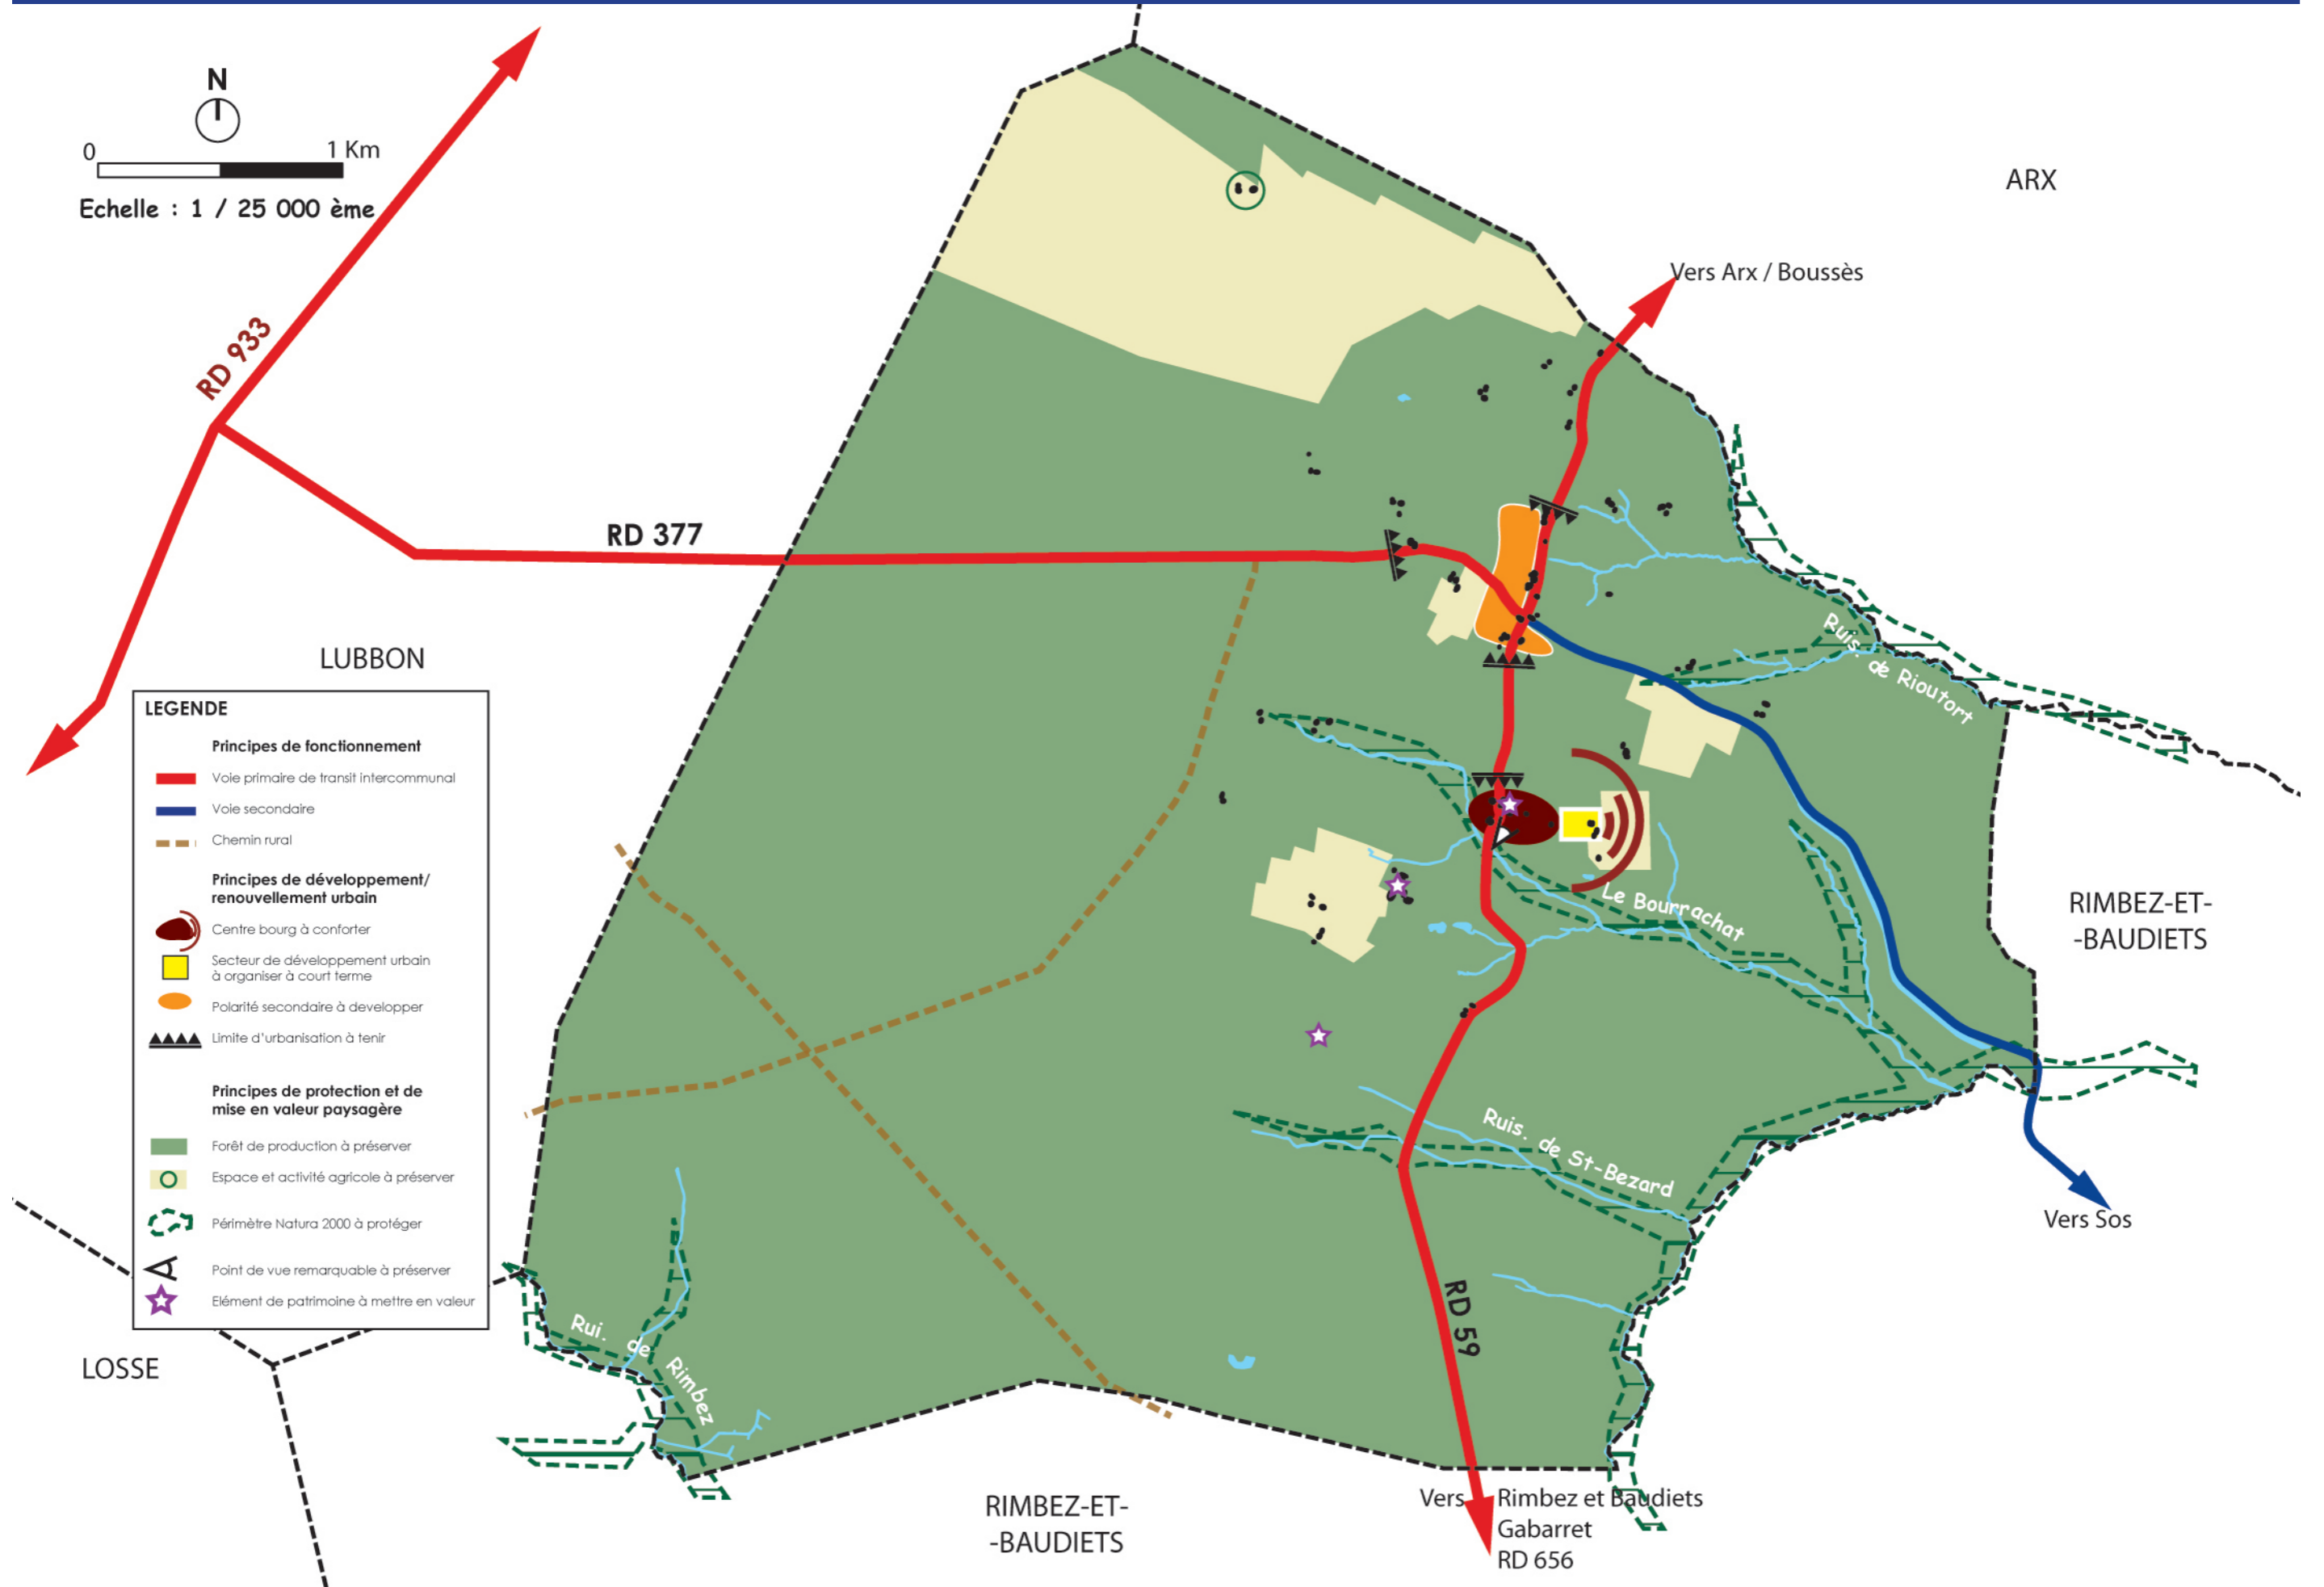 N
0 1 Km
Echelle : 1 / 25 000 ème
ARX
Vers Arx / Boussès
RD 933
RD 377
LUBBON
LEGENDE
Principes de fonctionnement
Voie primaire de transit intercommunal
Voie secondaire
Chemin rural
Principes de développement/
renouvellement urbain
Centre bourg à conforter
Secteur de développement urbain
à organiser à court terme
Polarité secondaire à developper
Limite d'urbanisation à tenir
Principes de protection et de
mise en valeur paysagère
Forêt de production à préserver
Espace et activité agricole à préserver
Périmètre Natura 2000 à protéger
Point de vue remarquable à préserver
Elément de patrimoine à mettre en valeur
Ruis. de Rioutort
Le Bourrachat
RIMBEZ-ET-
-BAUDIETS
Ruis. de St-Bezard
Vers Sos
RD 59
Rui. de Rimbez
LOSSE
RIMBEZ-ET-
-BAUDIETS
Vers Rimbez et Baudiets
Gabarret
RD 656